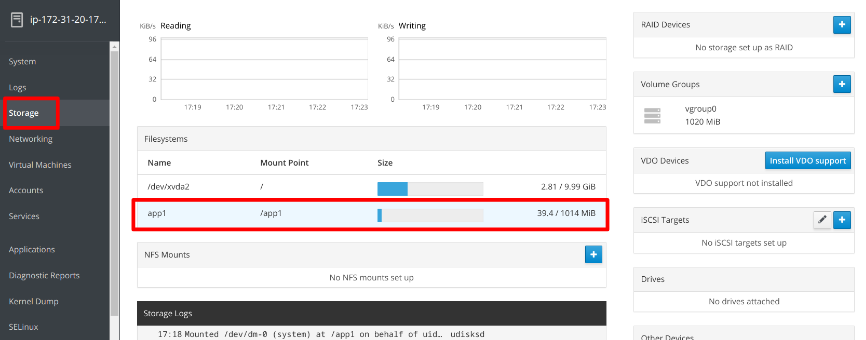 ip-172-31-20-17...
System
Logs
Storage
Networking
Virtual Machines
Accounts
Services
Applications
Diagnostic Reports
Kernel Dump
SELinux
KiB/s Reading
96
64
32
0
17:19 17:20 17:21 17:22 17:23
KiB/s Writing
96
64
32
0
17:19 17:20 17:21 17:22 17:23
Filesystems
Name Mount Point Size
/dev/xvda2 / 2.81 / 9.99 GiB
app1 /app1 39.4 / 1014 MiB
NFS Mounts
No NFS mounts set up
Storage Logs
17:18 Mounted /dev/dm-0 (system) at /app1 on behalf of uid… udisksd
RAID Devices
No storage set up as RAID
Volume Groups
vgroup0
1020 MiB
VDO Devices Install VDO support
VDO support not installed
iSCSI Targets
No iSCSI targets set up
Drives
No drives attached
Other Devices